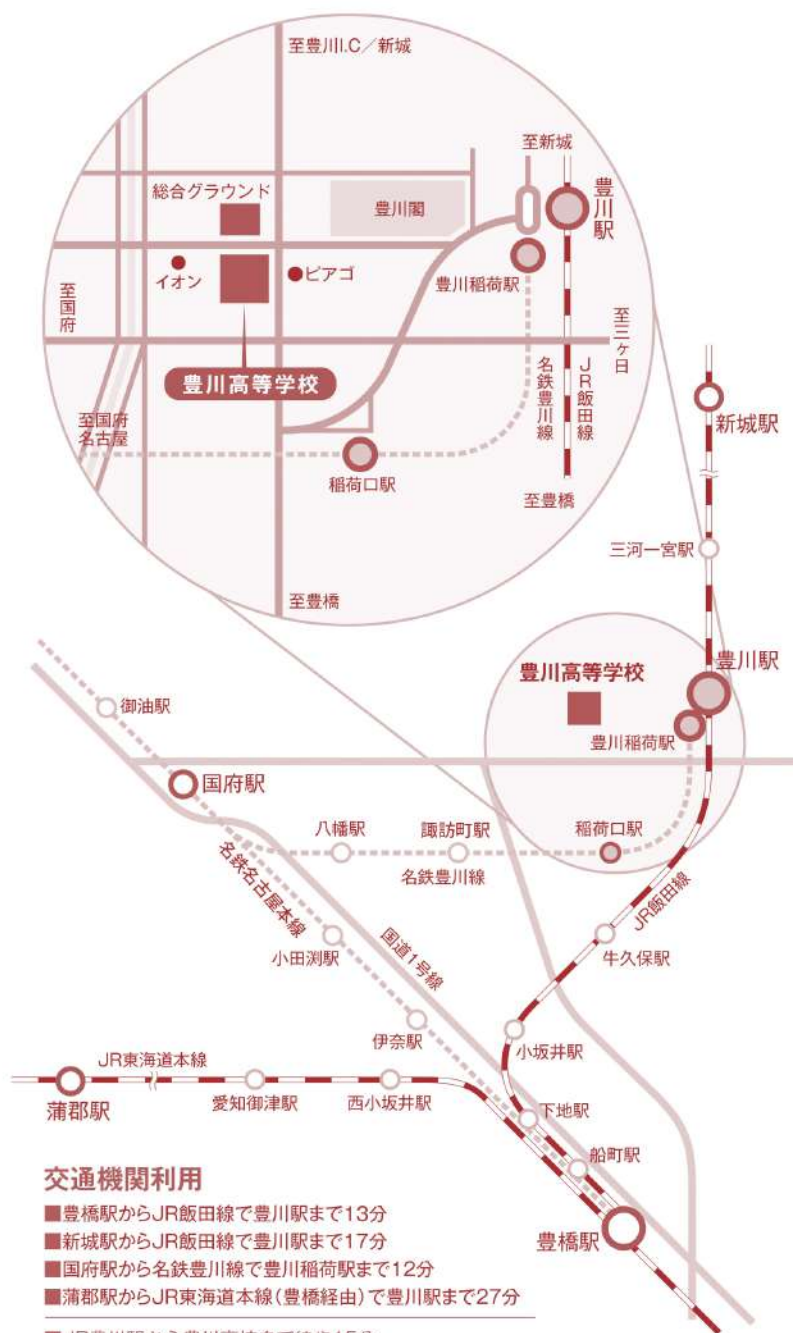 至豊川I.C／新城
至新城
豊川駅
総合グラウンド
豊川閣
イオン
ピアゴ
豊川稲荷駅
至国府
至三ヶ日
豊川高等学校
名鉄豊川線
JR飯田線
至国府
名古屋
稲荷口駅
至豊橋
至豊橋
新城駅
三河一宮駅
豊川高等学校
豊川駅
豊川稲荷駅
御油駅
国府駅
八幡駅
諏訪町駅
稲荷口駅
名鉄豊川線
名鉄名古屋本線
JR飯田線
小田渕駅
国道1号線
牛久保駅
伊奈駅
小坂井駅
JR東海道本線
蒲郡駅
愛知御津駅
西小坂井駅
下地駅
船町駅
豊橋駅
交通機関利用
■豊橋駅からJR飯田線で豊川駅まで13分
■新城駅からJR飯田線で豊川駅まで17分
■国府駅から名鉄豊川線で豊川稲荷駅まで12分
■蒲郡駅からJR東海道本線（豊橋経由）で豊川駅まで27分